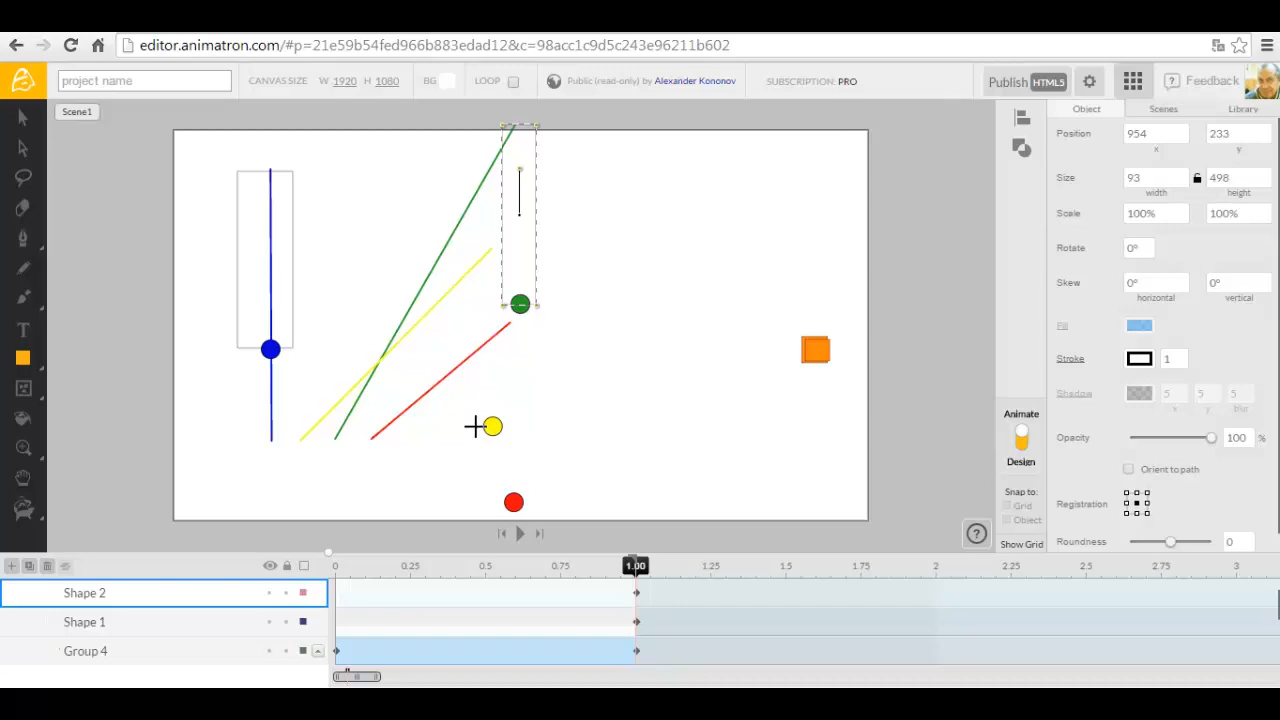 editor.animatron.com/#p=21e59b54fed966b883edad12&c=98acc1c9d5c243e96211b602
project name
CANVAS SIZE W 1920 H 1080
BG
LOOP
Public (read-only) by Alexander Kononov
SUBSCRIPTION: PRO
Publish HTML5
? Feedback
Scene1
Object Scenes Library
Position 954 233
x y
Size 93 498
width height
Scale 100% 100%
Rotate 0°
Skew 0° 0°
horizontal vertical
Fill
Stroke 1
Shadow 5 5 5
x y blur
Opacity 100 %
Orient to path
Registration
Roundness 0
Animate
Design
Snap to:
Grid
Object
Show Grid
T
?
0 0.25 0.5 0.75 1.00 1.25 1.5 1.75 2 2.25 2.5 2.75 3
Shape 2
Shape 1
Group 4